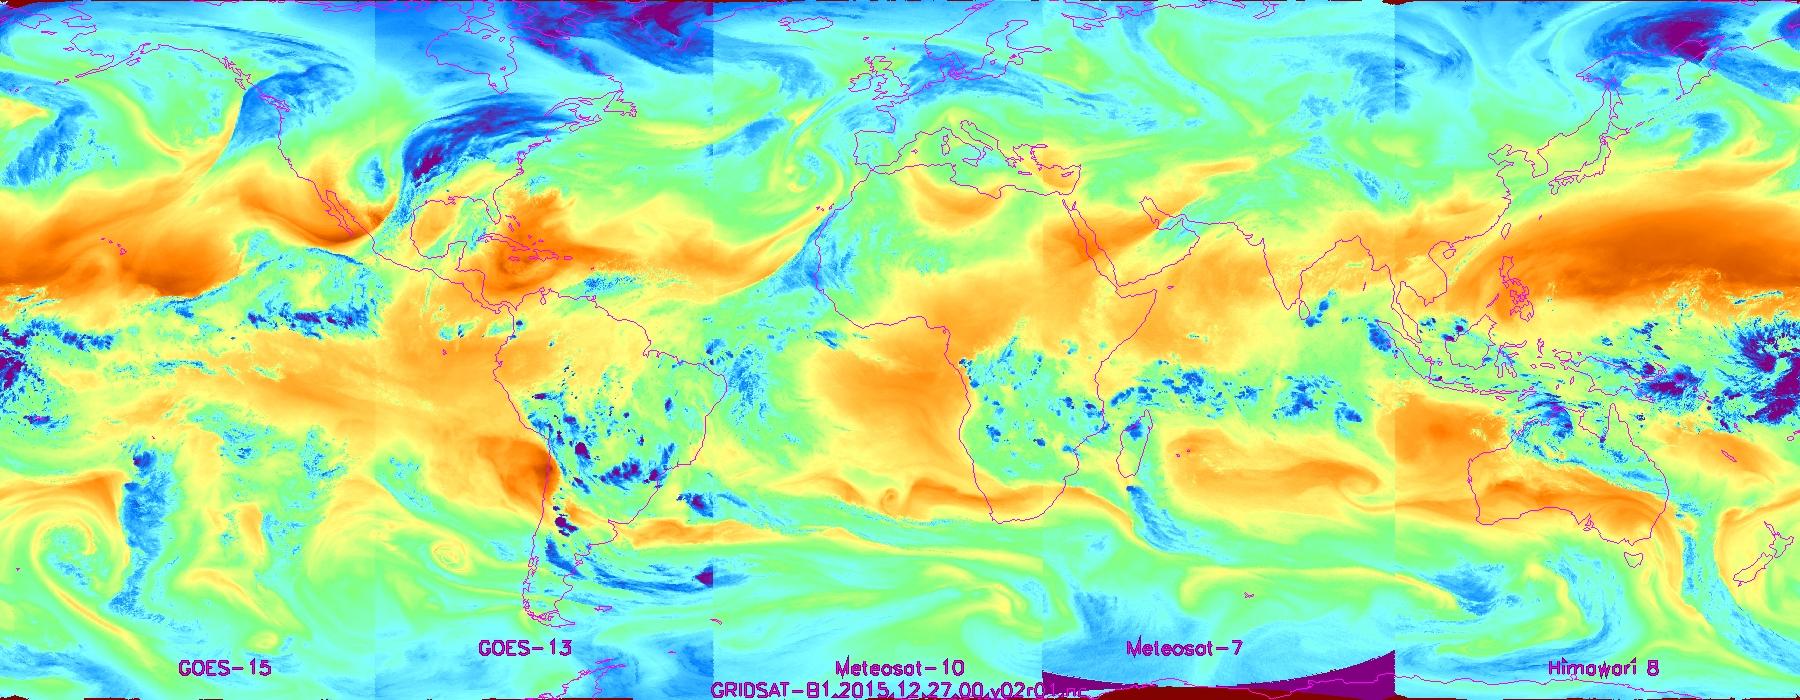 GOES-13
Meteosat-7
GOES-15
Meteosat-10
Himawari 8
GRIDSAT-B1.2015.12.27.00.v02r01.nc